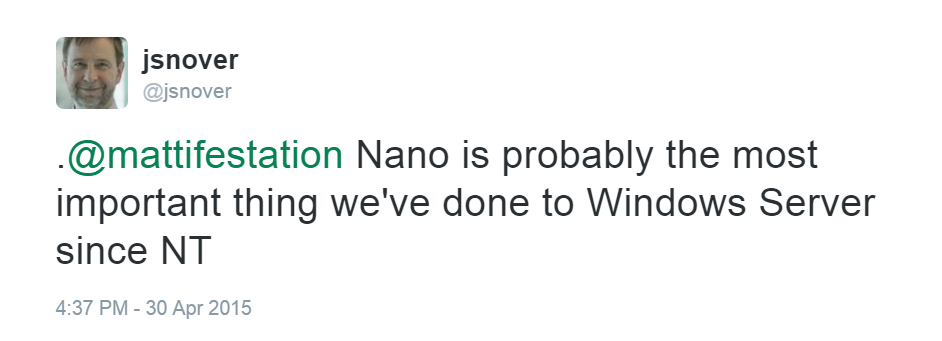 jsnover
@jsnover
.@mattifestation Nano is probably the most
important thing we've done to Windows Server
since NT
4:37 PM - 30 Apr 2015